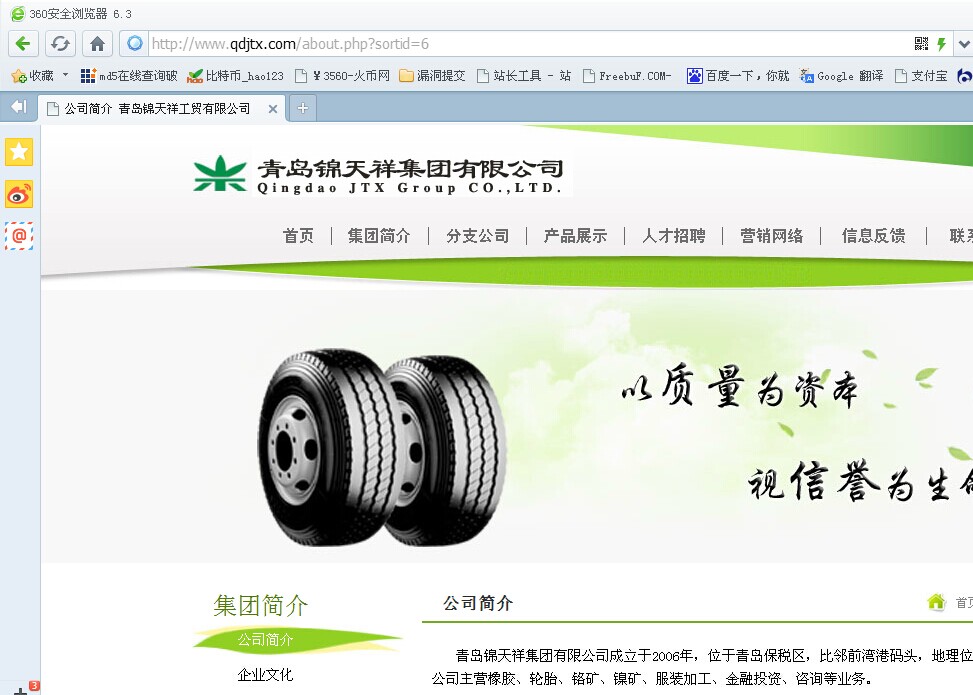 360安全浏览器 6.3
http://www.qdjtx.com/about.php?sortid=6
收藏 md5在线查询破 比特币_hao123 ¥3560-火币网 漏洞提交 站长工具 - 站 FreebuF.COM- 百度一下，你就 Google 翻译 支付宝
公司简介 青岛锦天祥工贸有限公司
青岛锦天祥集团有限公司
Qingdao JTX Group CO.,LTD.
首页 集团简介 分支公司 产品展示 人才招聘 营销网络 信息反馈 联
以质量为资本
视信誉为生命
集团简介
公司简介 首页
公司简介
青岛锦天祥集团有限公司成立于2006年，位于青岛保税区，比邻前湾港码头，地理位
企业文化
公司主营橡胶、轮胎、铬矿、镍矿、服装加工、金融投资、咨询等业务。
3